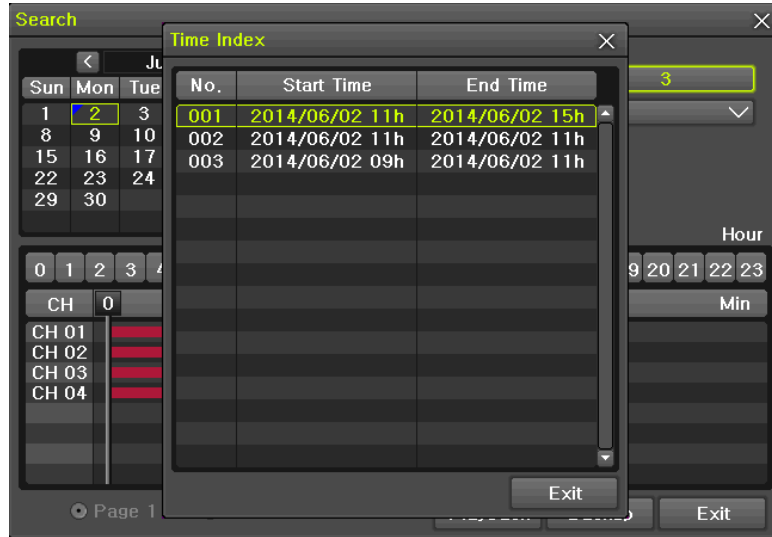 Search
Time Index
Ju
Sun Mon Tue
1 2 3
8 9 10
15 16 17
22 23 24
29 30
3
No. Start Time End Time
001 2014/06/02 11h 2014/06/02 15h
002 2014/06/02 11h 2014/06/02 11h
003 2014/06/02 09h 2014/06/02 11h
Hour
0 1 2 3 9 20 21 22 23
CH 0 Min
CH 01
CH 02
CH 03
CH 04
Exit
Page 1 Exit